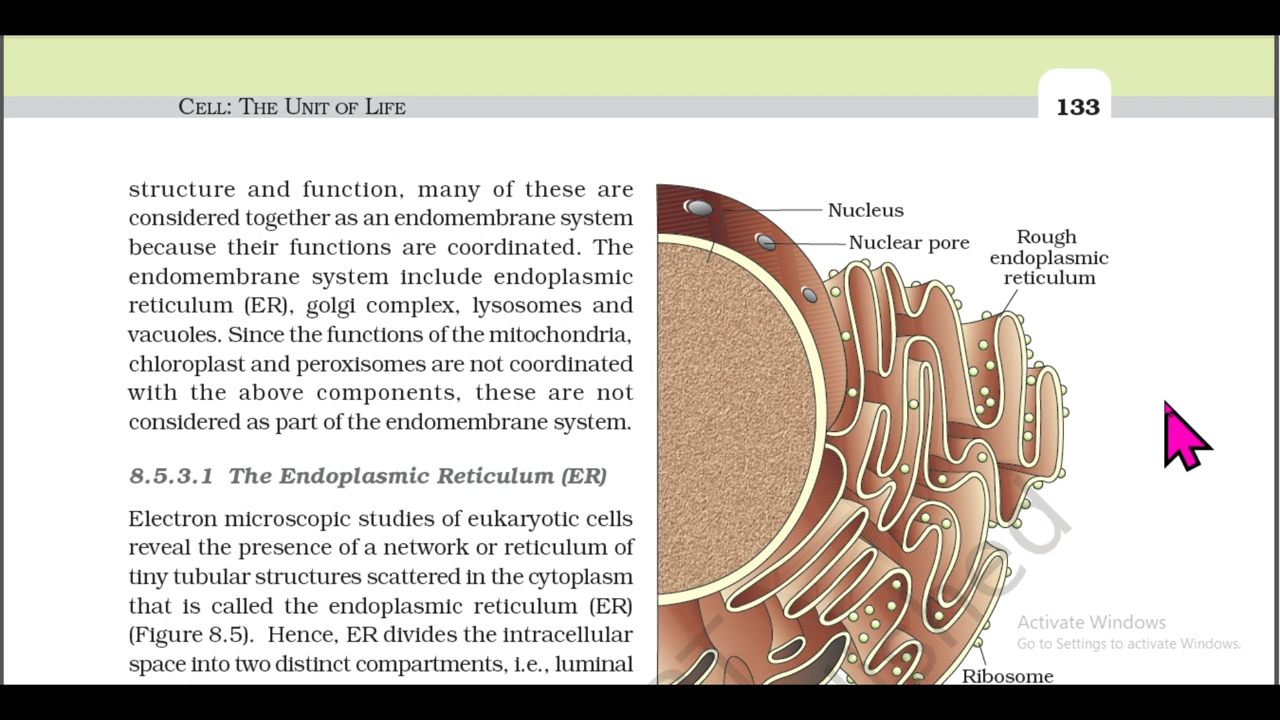 CELL: THE UNIT OF LIFE
133
structure and function, many of these are
considered together as an endomembrane system
because their functions are coordinated. The
endomembrane system include endoplasmic
reticulum (ER), golgi complex, lysosomes and
vacuoles. Since the functions of the mitochondria,
chloroplast and peroxisomes are not coordinated
with the above components, these are not
considered as part of the endomembrane system.
8.5.3.1 The Endoplasmic Reticulum (ER)
Electron microscopic studies of eukaryotic cells
reveal the presence of a network or reticulum of
tiny tubular structures scattered in the cytoplasm
that is called the endoplasmic reticulum (ER)
(Figure 8.5). Hence, ER divides the intracellular
space into two distinct compartments, i.e., luminal
Nucleus
Nuclear pore
Rough
endoplasmic
reticulum
Ribosome
Activate Windows
Go to Settings to activate Windows.